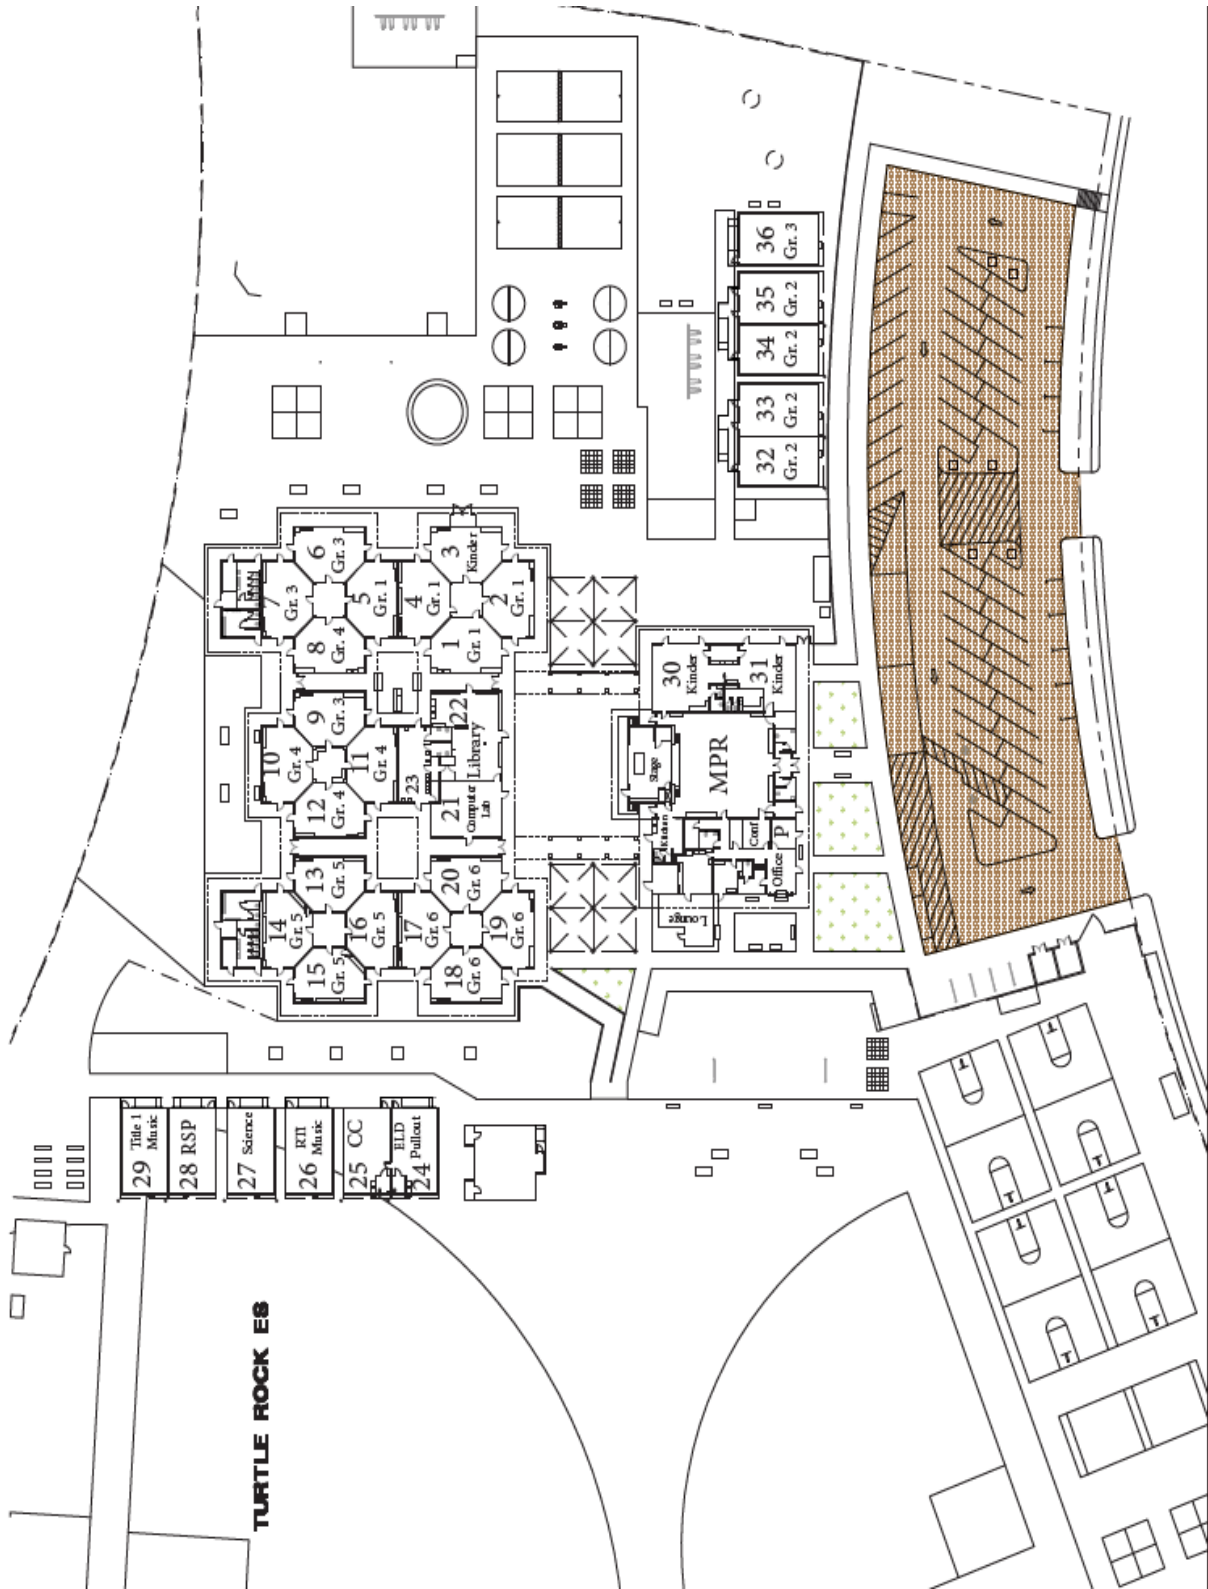 TURTLE ROCK ES
29 Title 1
Music
28 RSP
27 Science
26 RTI
Music
25 CC
24 ELD
Pullout
14
Gr. 5
15
Gr. 5
13
Gr. 5
16
Gr. 5
17
Gr. 6
18
Gr. 6
20
Gr. 6
19
Gr. 6
10
Gr. 4
12
Gr. 4
9
Gr. 3
11
Gr. 4
23
21
Computer
Lab
22
Library
Gr. 3
8
Gr. 4
6
Gr. 3
5
Gr. 1
4
Gr. 1
1
Gr. 1
3
Kinder
2
Gr. 1
Stage
Kitchen
MPR
Lounge
Conf
Office
P
30
Kinder
31
Kinder
32
Gr. 2
33
Gr. 2
34
Gr. 2
35
Gr. 2
36
Gr. 3